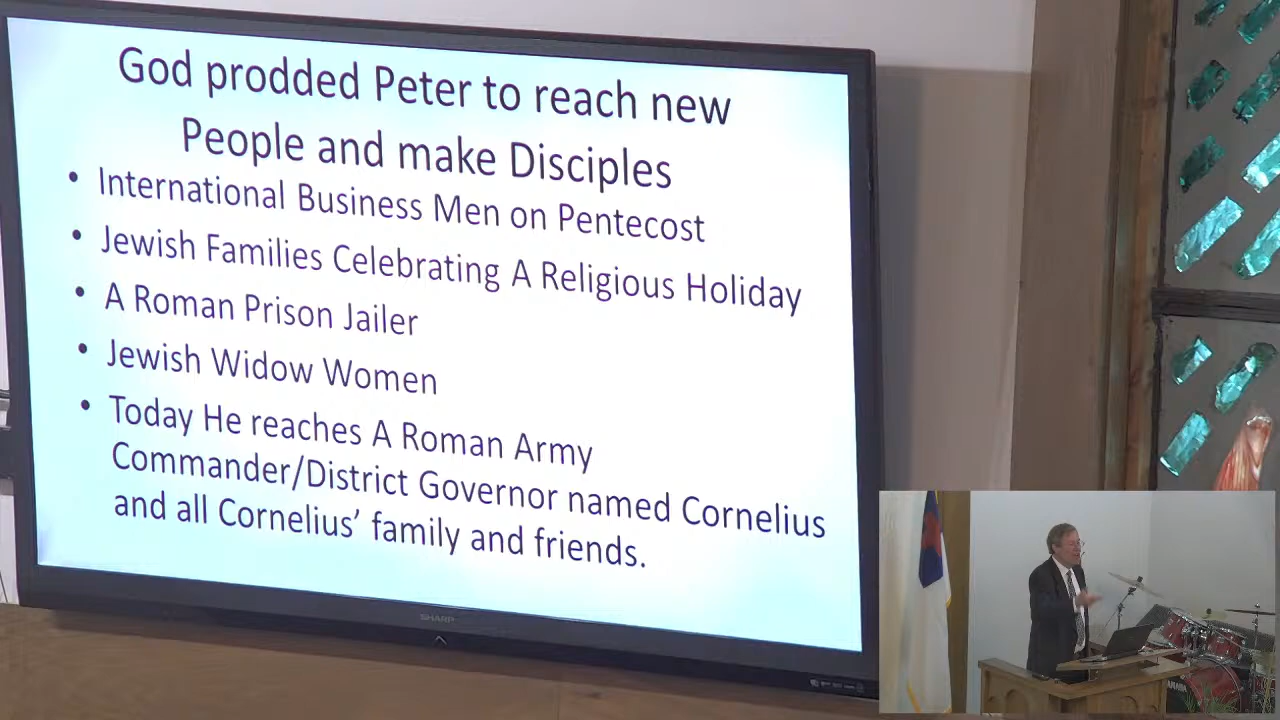 God prodded Peter to reach new
People and make Disciples
• International Business Men on Pentecost
• Jewish Families Celebrating A Religious Holiday
• A Roman Prison Jailer
• Jewish Widow Women
• Today He reaches A Roman Army
Commander/District Governor named Cornelius
and all Cornelius' family and friends.
SHARP
YAMAHA